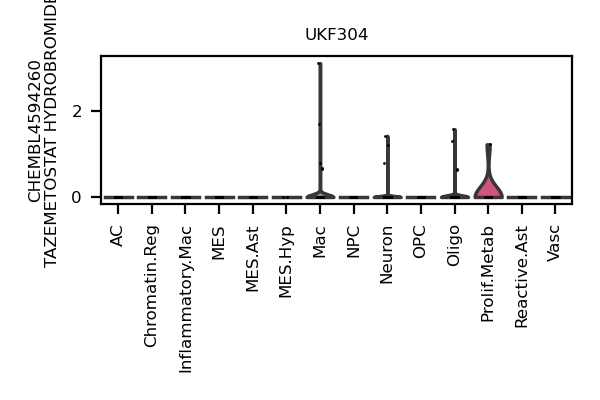 UKF304
CHEMBL4594260
TAZEMETOSTAT HYDROBROMIDE
2
0
AC
Chromatin.Reg
Inflammatory.Mac
MES
MES.Ast
MES.Hyp
Mac
NPC
Neuron
OPC
Oligo
Prolif.Metab
Reactive.Ast
Vasc